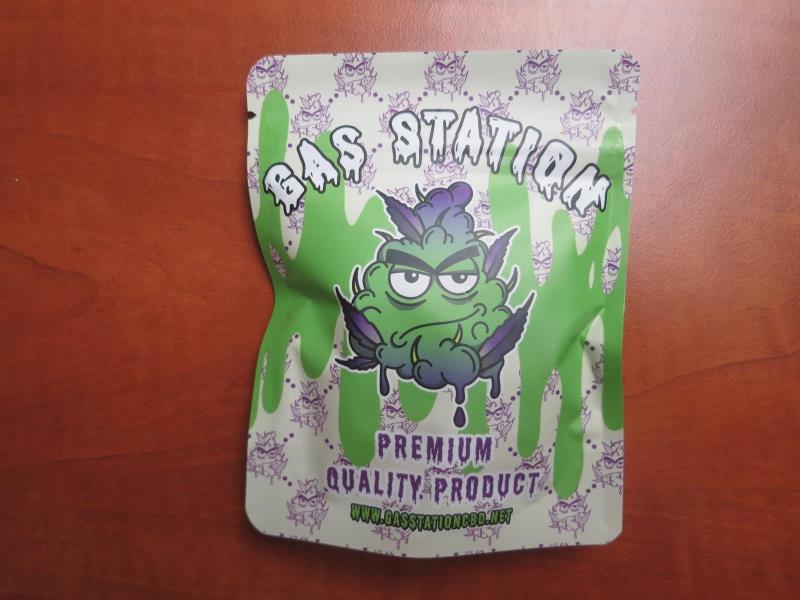 GAS STATION
PREMIUM
QUALITY PRODUCT
WWW.GASSTATIONCBD.NET